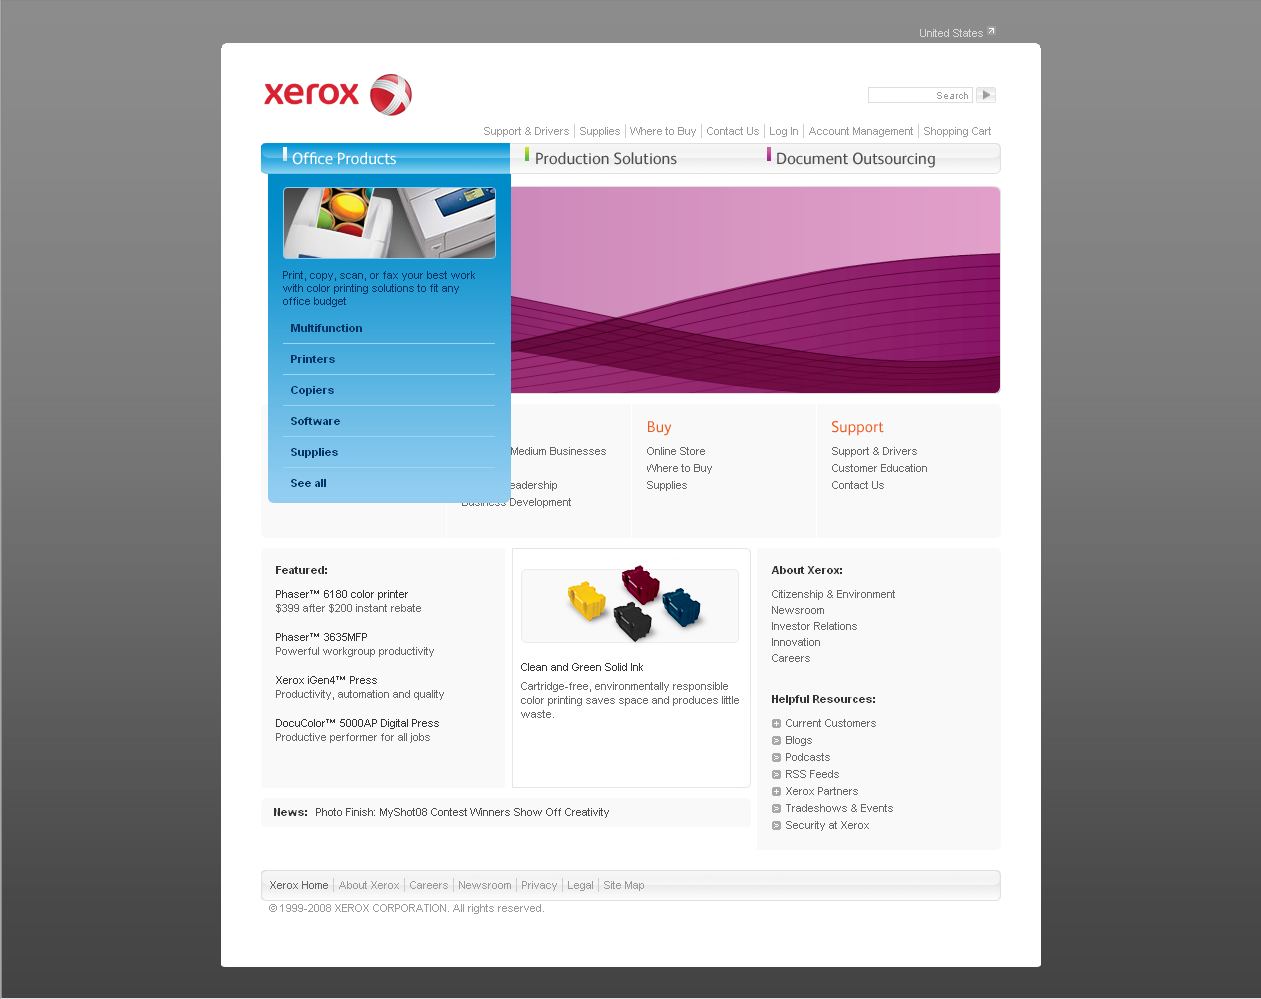 United States
xerox
Search
Support & Drivers Supplies Where to Buy Contact Us Log In Account Management Shopping Cart
Office Products Production Solutions Document Outsourcing
Print, copy, scan, or fax your best work
with color printing solutions to fit any
office budget
Multifunction
Printers
Copiers
Software
Supplies
See all
Medium Businesses
Business Development
Buy
Online Store
Where to Buy
Supplies
Support
Support & Drivers
Customer Education
Contact Us
Featured:
Phaser™ 6180 color printer
$399 after $200 instant rebate
Phaser™ 3635MFP
Powerful workgroup productivity
Xerox iGen4™ Press
Productivity, automation and quality
DocuColor™ 5000AP Digital Press
Productive performer for all jobs
Clean and Green Solid Ink
Cartridge-free, environmentally responsible
color printing saves space and produces little
waste.
About Xerox:
Citizenship & Environment
Newsroom
Investor Relations
Innovation
Careers
Helpful Resources:
Current Customers
Blogs
Podcasts
RSS Feeds
Xerox Partners
Tradeshows & Events
Security at Xerox
News: Photo Finish: MyShot08 Contest Winners Show Off Creativity
Xerox Home About Xerox Careers Newsroom Privacy Legal Site Map
© 1999-2008 XEROX CORPORATION. All rights reserved.